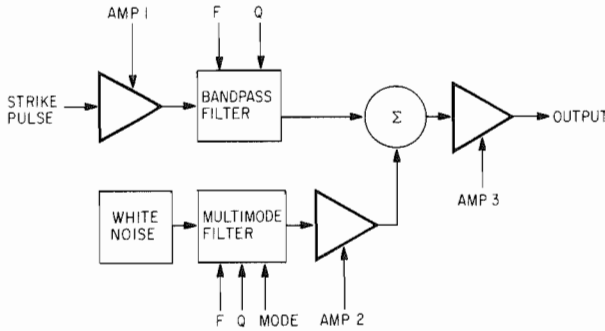 AMP 1
F Q
STRIKE
PULSE
BANDPASS
FILTER
Σ
OUTPUT
AMP 3
WHITE
NOISE
MULTIMODE
FILTER
F Q MODE
AMP 2